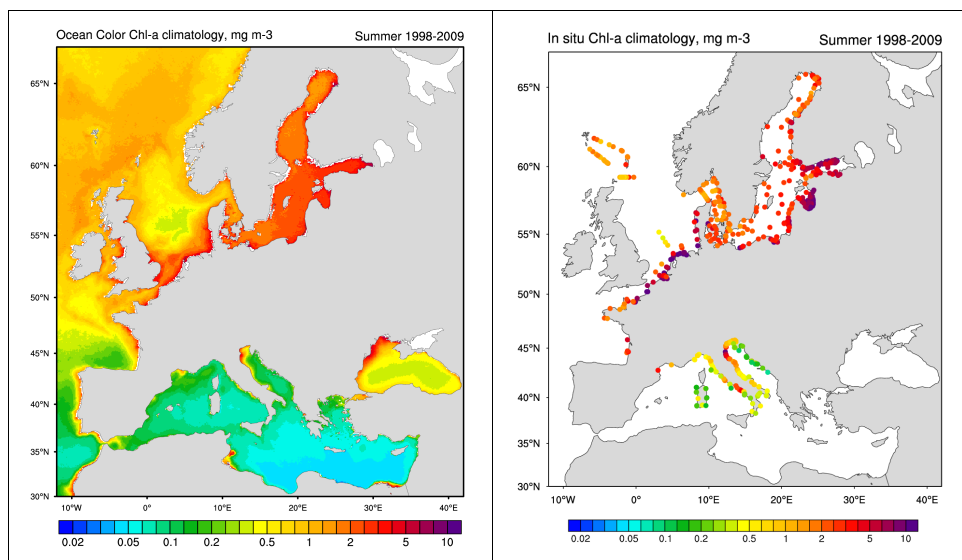 Ocean Color Chl-a climatology, mg m-3 Summer 1998-2009
65°N
60°N
55°N
50°N
45°N
40°N
35°N
30°N
10°W 0° 10°E 20°E 30°E 40°E
0.02 0.05 0.1 0.2 0.5 1 2 5 10
In situ Chl-a climatology, mg m-3 Summer 1998-2009
65°N
60°N
55°N
50°N
45°N
40°N
35°N
30°N
10°W 0° 10°E 20°E 30°E 40°E
0.02 0.05 0.1 0.2 0.5 1 2 5 10